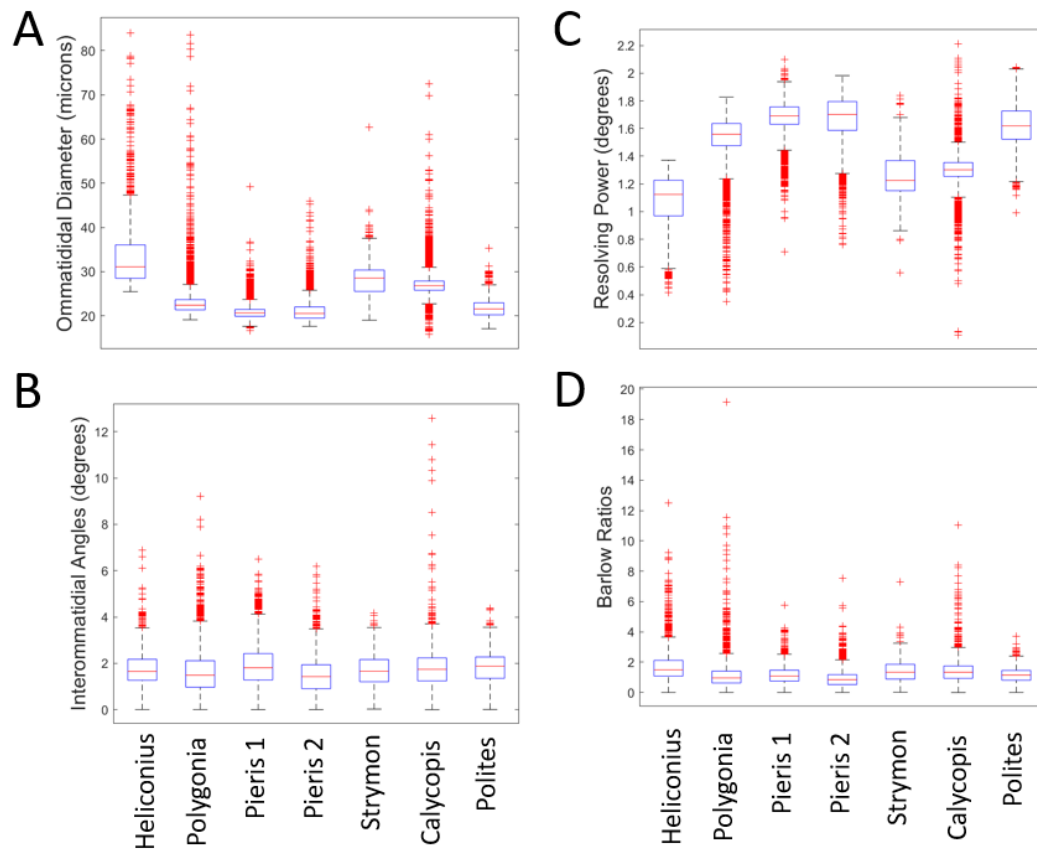 A
Ommatididal Diameter (microns)
80
70
60
50
40
30
20
B
Interommatidial Angles (degrees)
12
10
8
6
4
2
0
Heliconius
Polygonia
Pieris 1
Pieris 2
Strymon
Calycopis
Polites
C
Resolving Power (degrees)
2.2
2
1.8
1.6
1.4
1.2
1
0.8
0.6
0.4
0.2
D
Barlow Ratios
20
18
16
14
12
10
8
6
4
2
0
Heliconius
Polygonia
Pieris 1
Pieris 2
Strymon
Calycopis
Polites